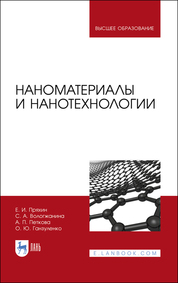 ВЫСШЕЕ ОБРАЗОВАНИЕ
НАНОМАТЕРИАЛЫ
И НАНОТЕХНОЛОГИИ
Е. И. Пряхин
С. А. Вологжанина
А. П. Петкова
О. Ю. Ганзуленко
ЛАНЬ
E.LANBOOK.COM